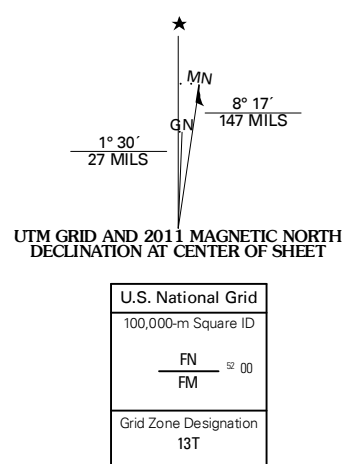 ★
MN
GN
8° 17´
147 MILS
1° 30´
27 MILS
UTM GRID AND 2011 MAGNETIC NORTH
DECLINATION AT CENTER OF SHEET
U.S. National Grid
100,000-m Square ID
FN
52 00
FM
Grid Zone Designation
13T